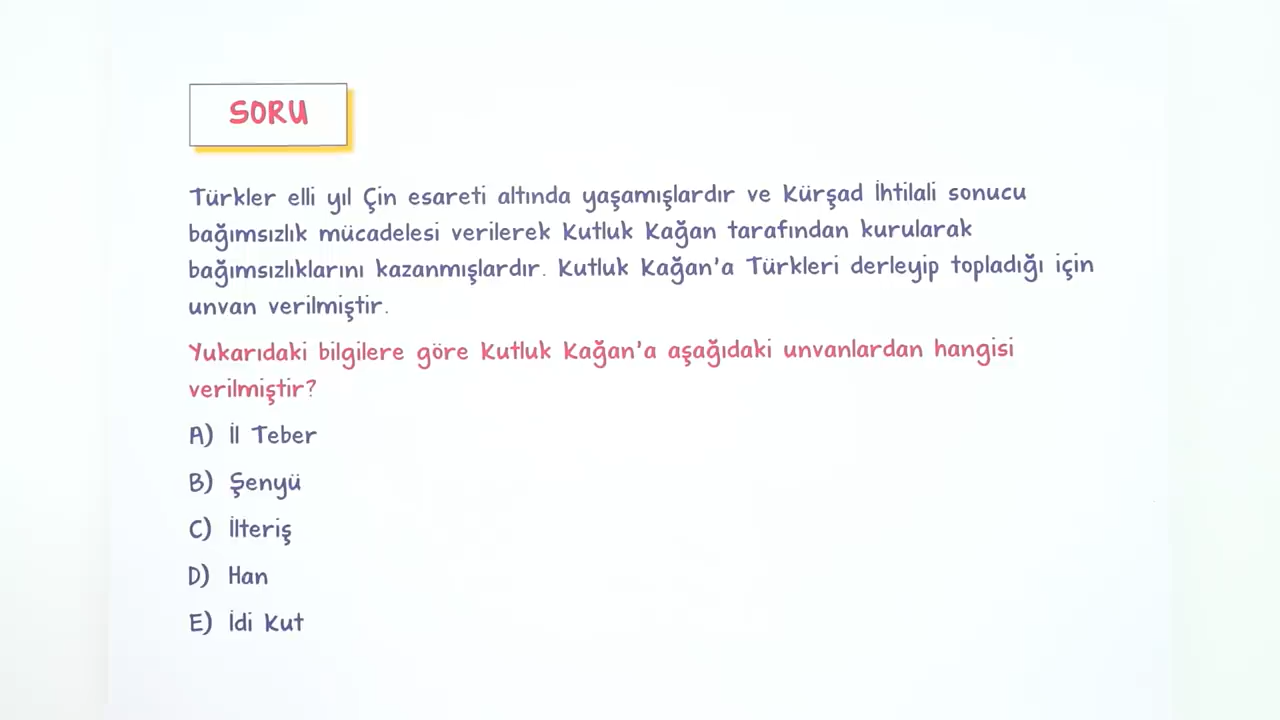 SORU
Türkler elli yıl Çin esareti altında yaşamışlardır ve Kürşad İhtilali sonucu
bağımsızlık mücadelesi verilerek Kutluk Kağan tarafından kurularak
bağımsızlıklarını kazanmışlardır. Kutluk Kağan'a Türkleri derleyip topladığı için
unvan verilmiştir.
Yukarıdaki bilgilere göre Kutluk Kağan'a aşağıdaki unvanlardan hangisi
verilmiştir?
A) İl Teber
B) Şenyü
C) İlteriş
D) Han
E) İdi Kut